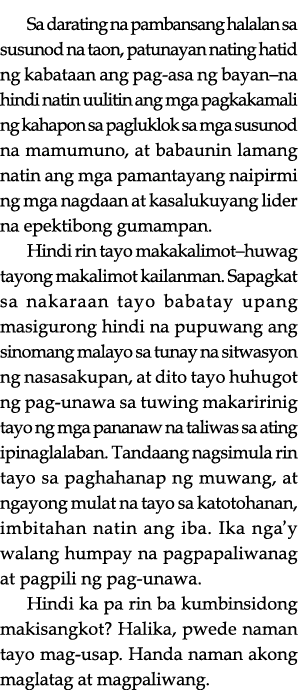 Sa darating na pambansang halalan sa
susunod na taon, patunayan nating hatid
ng kabataan ang pag-asa ng bayan–na
hindi natin uulitin ang mga pagkakamali
ng kahapon sa pagluklok sa mga susunod
na mamumuno, at babaunin lamang
natin ang mga pamantayang naipirmi
ng mga nagdaan at kasalukuyang lider
na epektibong gumampan.
Hindi rin tayo makakalimot–huwag
tayong makalimot kailanman. Sapagkat
sa nakaraan tayo babatay upang
masigurong hindi na pupuwang ang
sinomang malayo sa tunay na sitwasyon
ng nasasakupan, at dito tayo huhugot
ng pag-unawa sa tuwing makaririnig
tayo ng mga pananaw na taliwas sa ating
ipinaglalaban. Tandaang nagsimula rin
tayo sa paghahanap ng muwang, at
ngayong mulat na tayo sa katotohanan,
imbitahan natin ang iba. Ika nga’y
walang humpay na pagpapaliwanag
at pagpili ng pag-unawa.
Hindi ka pa rin ba kumbinsidong
makisangkot? Halika, pwede naman
tayo mag-usap. Handa naman akong
maglatag at magpaliwang.